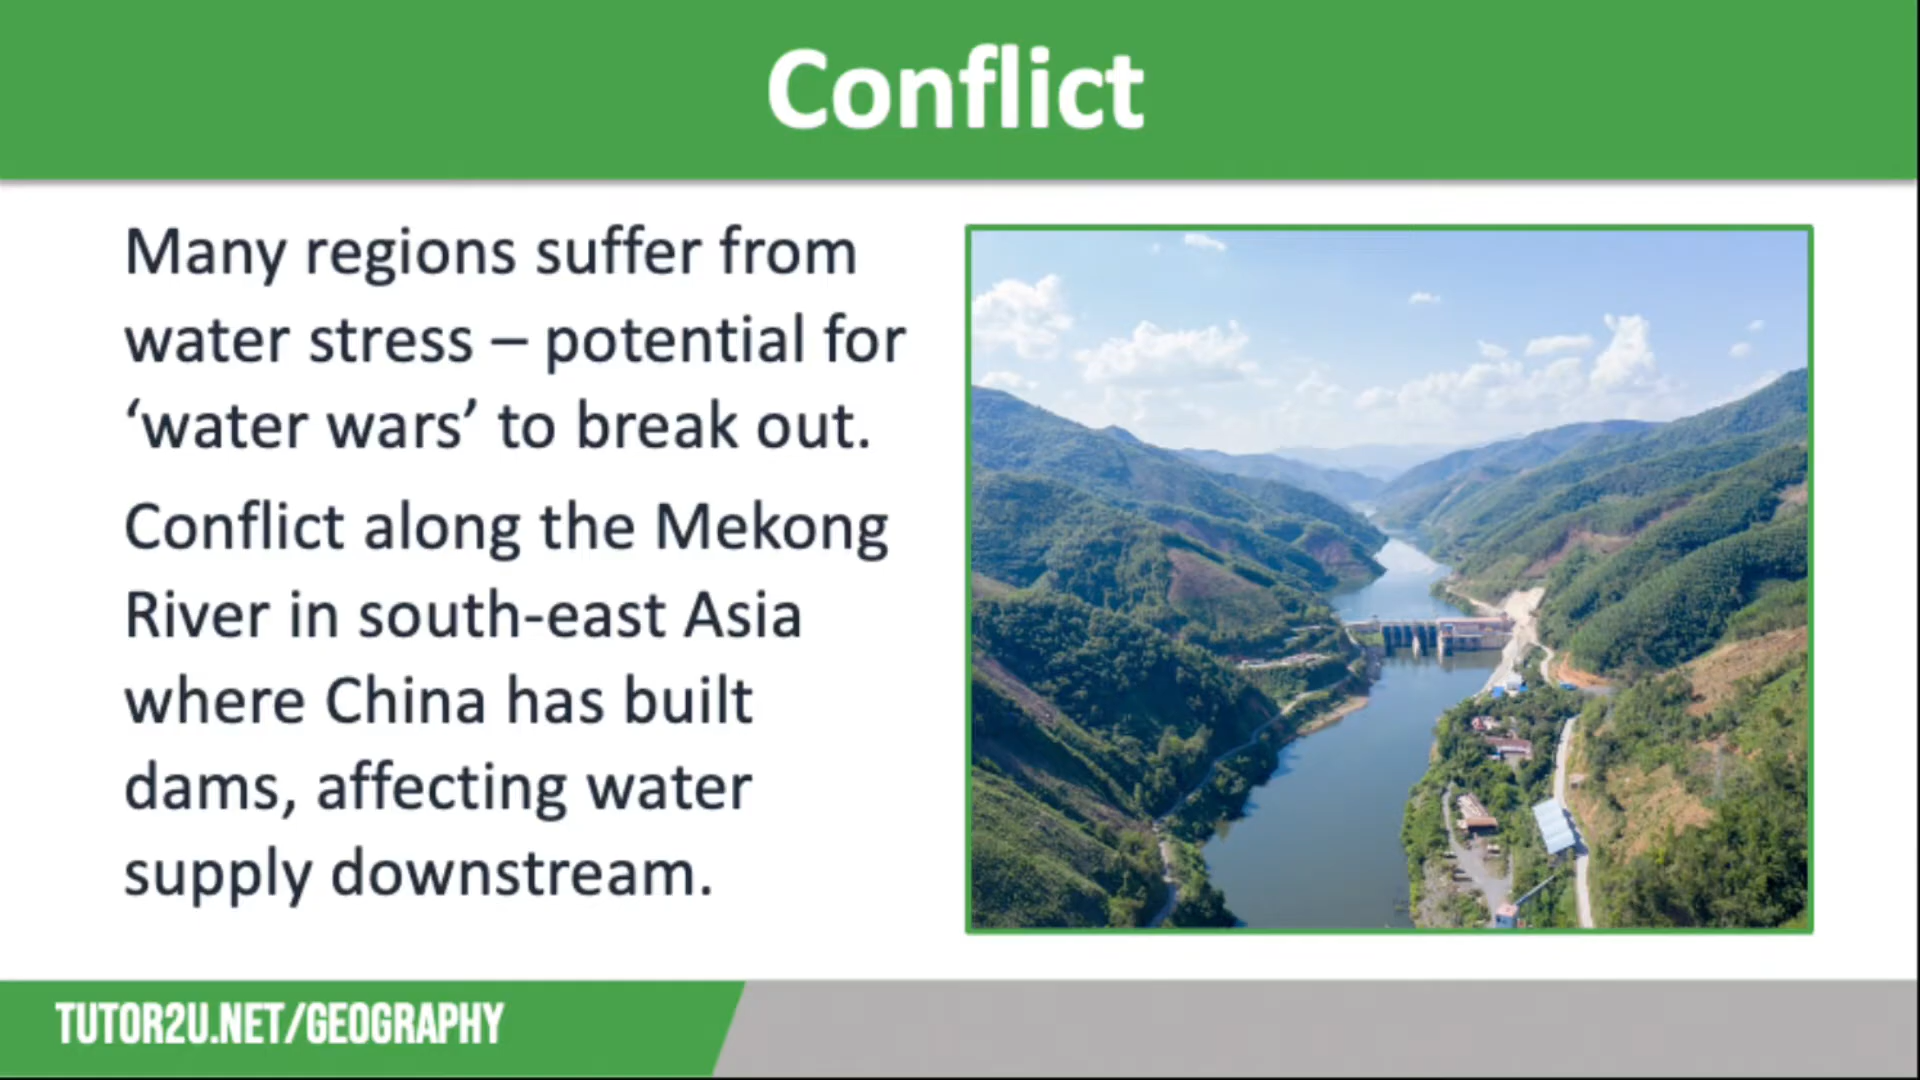 Conflict
Many regions suffer from
water stress – potential for
‘water wars’ to break out.
Conflict along the Mekong
River in south-east Asia
where China has built
dams, affecting water
supply downstream.
TUTOR2U.NET/GEOGRAPHY